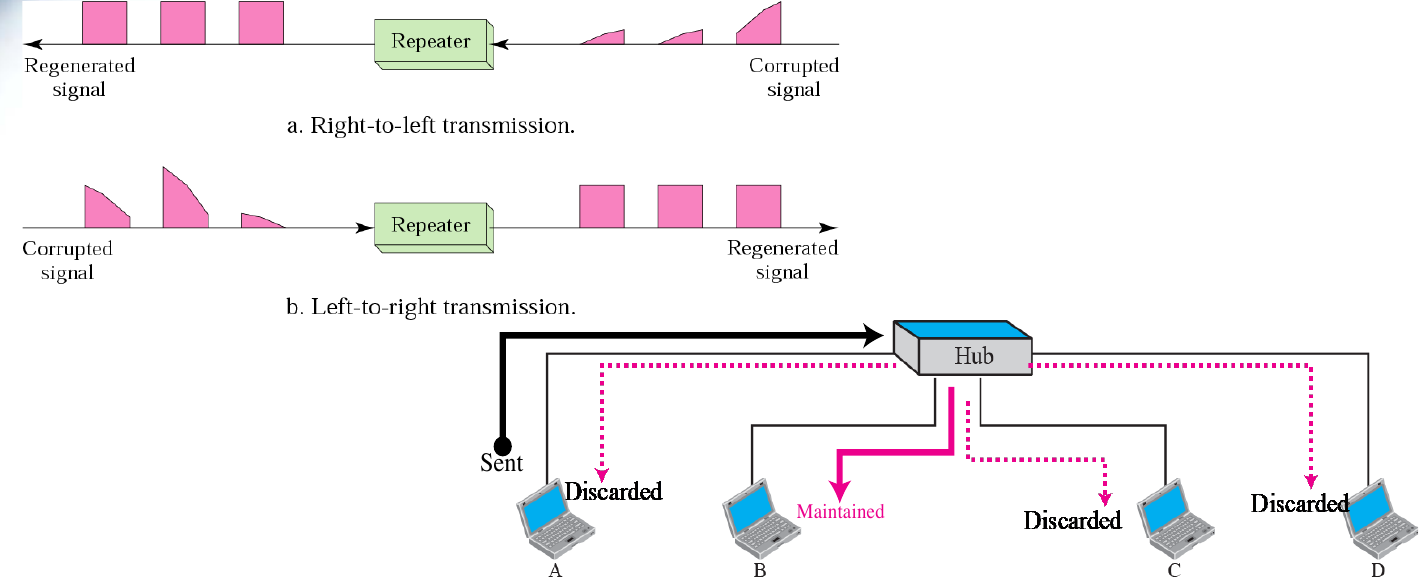 Repeater
Regenerated
signal
Corrupted
signal
a. Right-to-left transmission.
Repeater
Corrupted
signal
Regenerated
signal
b. Left-to-right transmission.
Hub
Sent
Discarded
Maintained
Discarded
Discarded
A
B
C
D